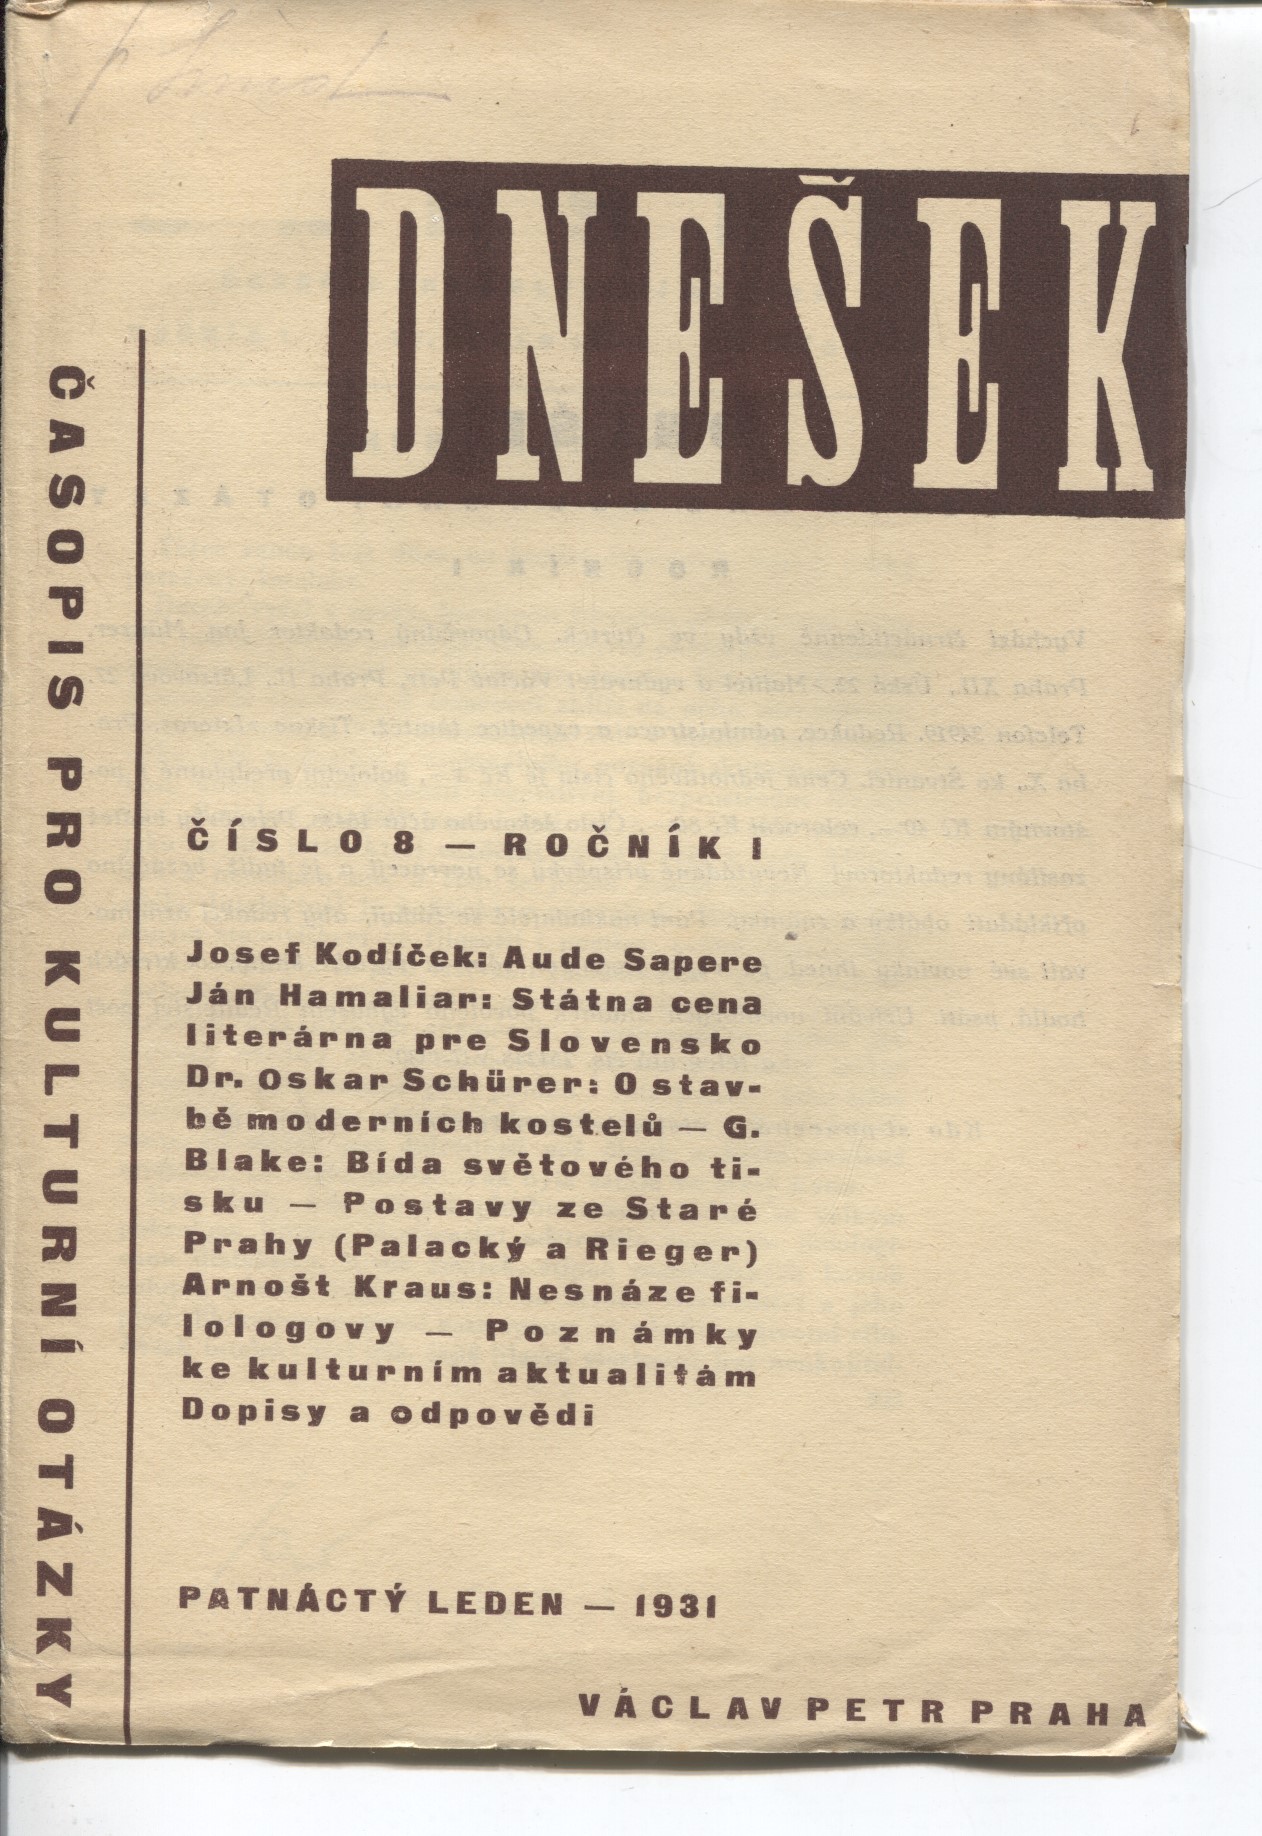 DNEŠEK
ČASOPIS PRO KULTURNÍ OTÁZKY
ČÍSLO 8 — ROČNÍK I
Josef Kodíček: Aude Sapere
Ján Hamaliar: Státna cena
literárna pre Slovensko
Dr. Oskar Schürer: O stav-
bě moderních kostelů — G.
Blake: Bída světového ti-
sku — Postavy ze Staré
Prahy (Palacký a Rieger)
Arnošt Kraus: Nesnáze fi-
lologovy — Poznámky
ke kulturním aktualitám
Dopisy a odpovědi
PATNÁCTÝ LEDEN — 1931
VÁCLAV PETR PRAHA